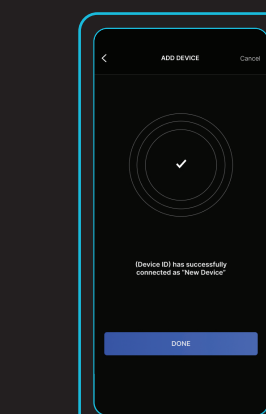 ADD DEVICE Cancel
(Device ID) has successfully
connected as "New Device"
DONE